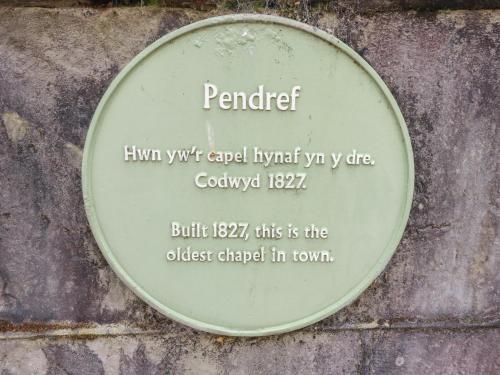 Pendref
Hwn yw'r capel hynaf yn y dre.
Codwyd 1827.
Built 1827, this is the
oldest chapel in town.